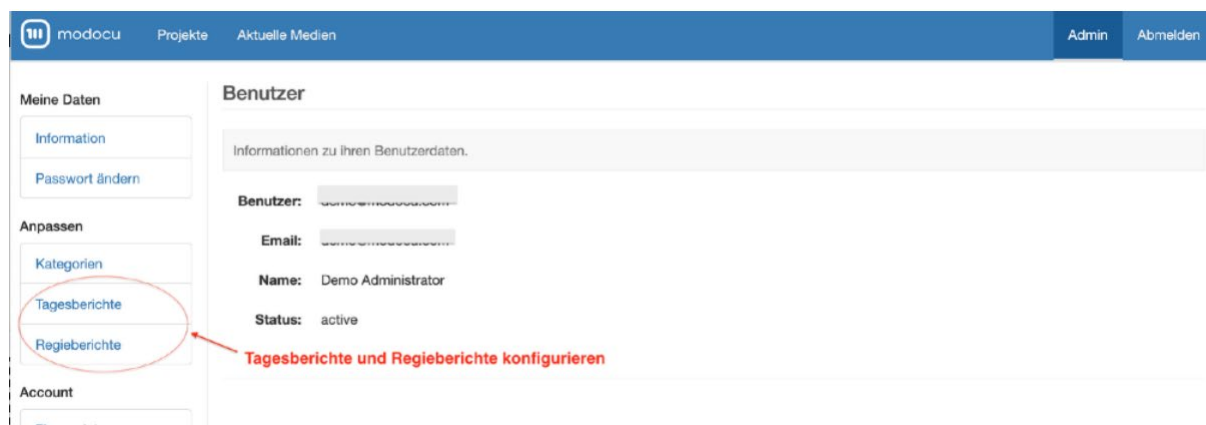 modocu Projekte Aktuelle Medien Admin Abmelden
Meine Daten
Information
Passwort ändern
Anpassen
Kategorien
Tagesberichte
Regieberichte
Account
Benutzer
Informationen zu ihren Benutzerdaten.
Benutzer:
Email:
Name: Demo Administrator
Status: active
Tagesberichte und Regieberichte konfigurieren